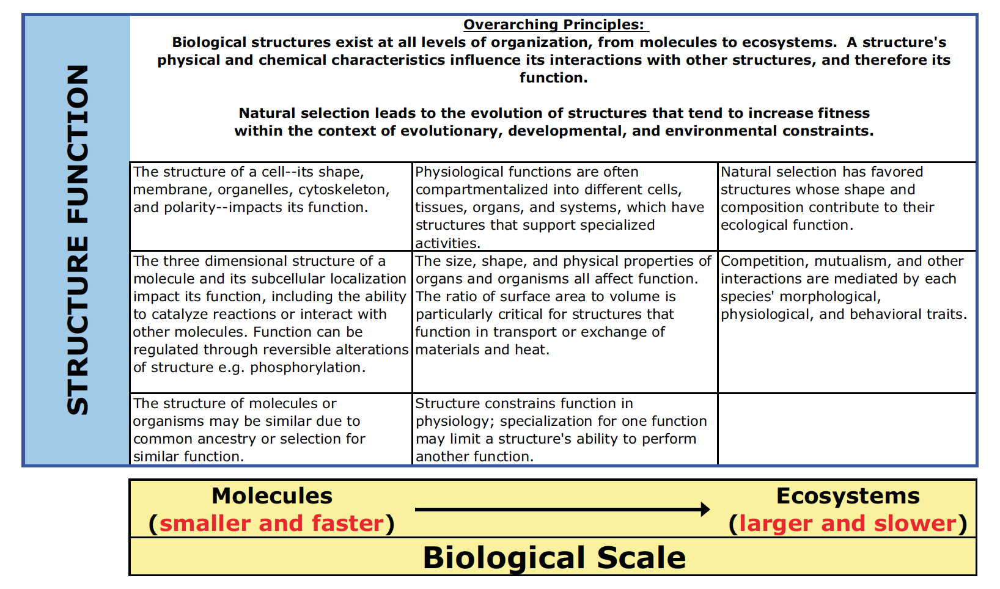 STRUCTURE FUNCTION
Overarching Principles:
Biological structures exist at all levels of organization, from molecules to ecosystems.  A structure's
physical and chemical characteristics influence its interactions with other structures, and therefore its
function.
Natural selection leads to the evolution of structures that tend to increase fitness
within the context of evolutionary, developmental, and environmental constraints.
The structure of a cell--its shape,
membrane, organelles, cytoskeleton,
and polarity--impacts its function.
Physiological functions are often
compartmentalized into different cells,
tissues, organs, and systems, which have
structures that support specialized
activities.
Natural selection has favored
structures whose shape and
composition contribute to their
ecological function.
The three dimensional structure of a
molecule and its subcellular localization
impact its function, including the ability
to catalyze reactions or interact with
other molecules. Function can be
regulated through reversible alterations
of structure e.g. phosphorylation.
The size, shape, and physical properties of
organs and organisms all affect function.
The ratio of surface area to volume is
particularly critical for structures that
function in transport or exchange of
materials and heat.
Competition, mutualism, and other
interactions are mediated by each
species' morphological,
physiological, and behavioral traits.
The structure of molecules or
organisms may be similar due to
common ancestry or selection for
similar function.
Structure constrains function in
physiology; specialization for one function
may limit a structure's ability to perform
another function.
Molecules
(smaller and faster)
Ecosystems
(larger and slower)
Biological Scale